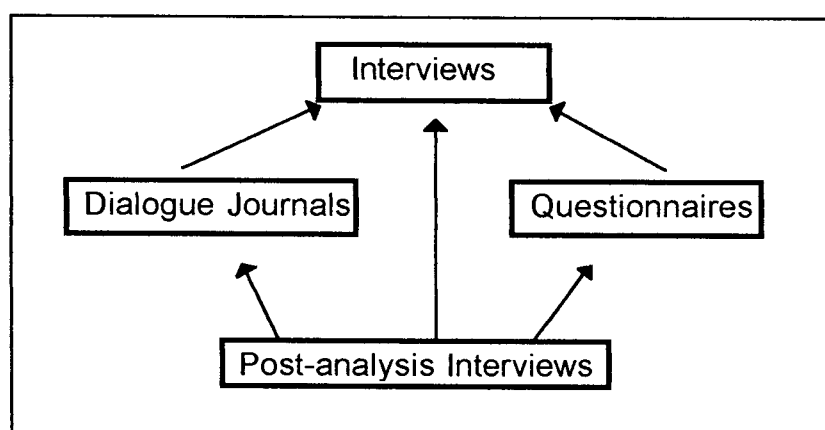 Interviews
Dialogue Journals
Questionnaires
Post-analysis Interviews